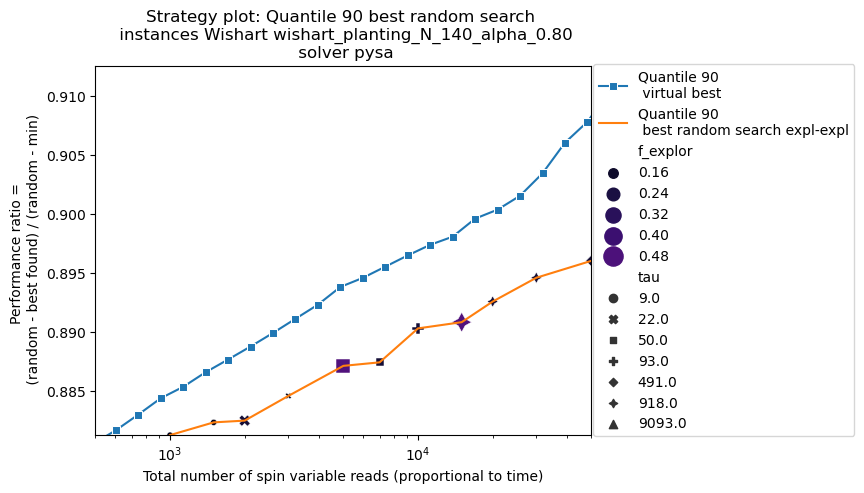 Strategy plot: Quantile 90 best random search
instances Wishart wishart_planting_N_140_alpha_0.80
solver pysa
Performance ratio =
(random - best found) / (random - min)
0.910
0.905
0.900
0.895
0.890
0.885
10^3
10^4
Total number of spin variable reads (proportional to time)
Quantile 90
virtual best
Quantile 90
best random search expl-expl
f_explor
0.16
0.24
0.32
0.40
0.48
tau
9.0
22.0
50.0
93.0
491.0
918.0
9093.0